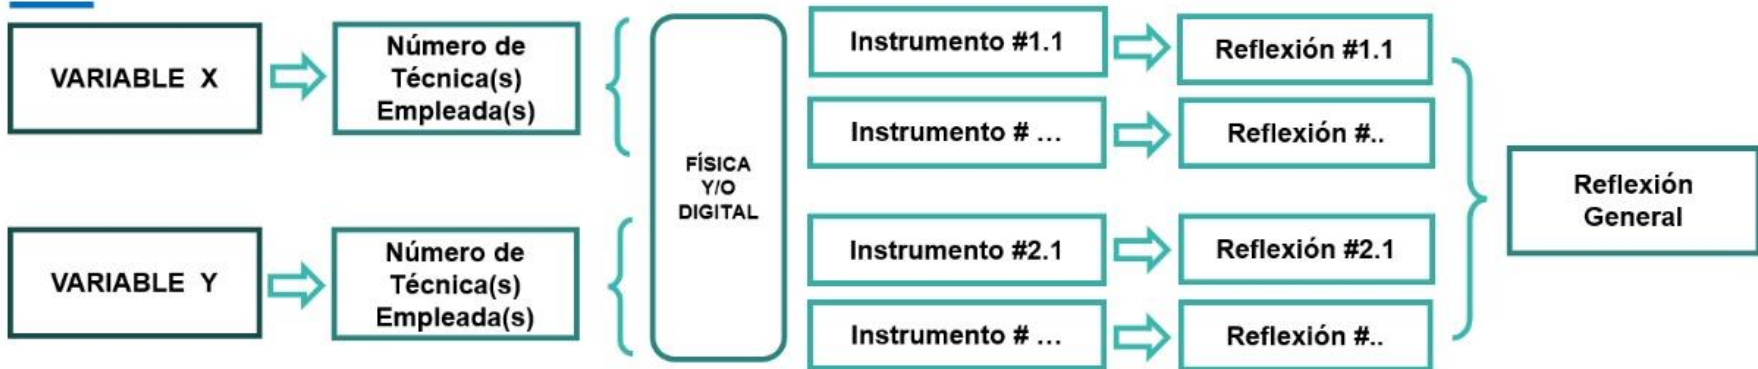 VARIABLE X
Número de
Técnica(s)
Empleada(s)
FÍSICA
Y/O
DIGITAL
Instrumento #1.1
Reflexión #1.1
Instrumento # ...
Reflexión #..
VARIABLE Y
Número de
Técnica(s)
Empleada(s)
Instrumento #2.1
Reflexión #2.1
Instrumento # ...
Reflexión #..
Reflexión
General